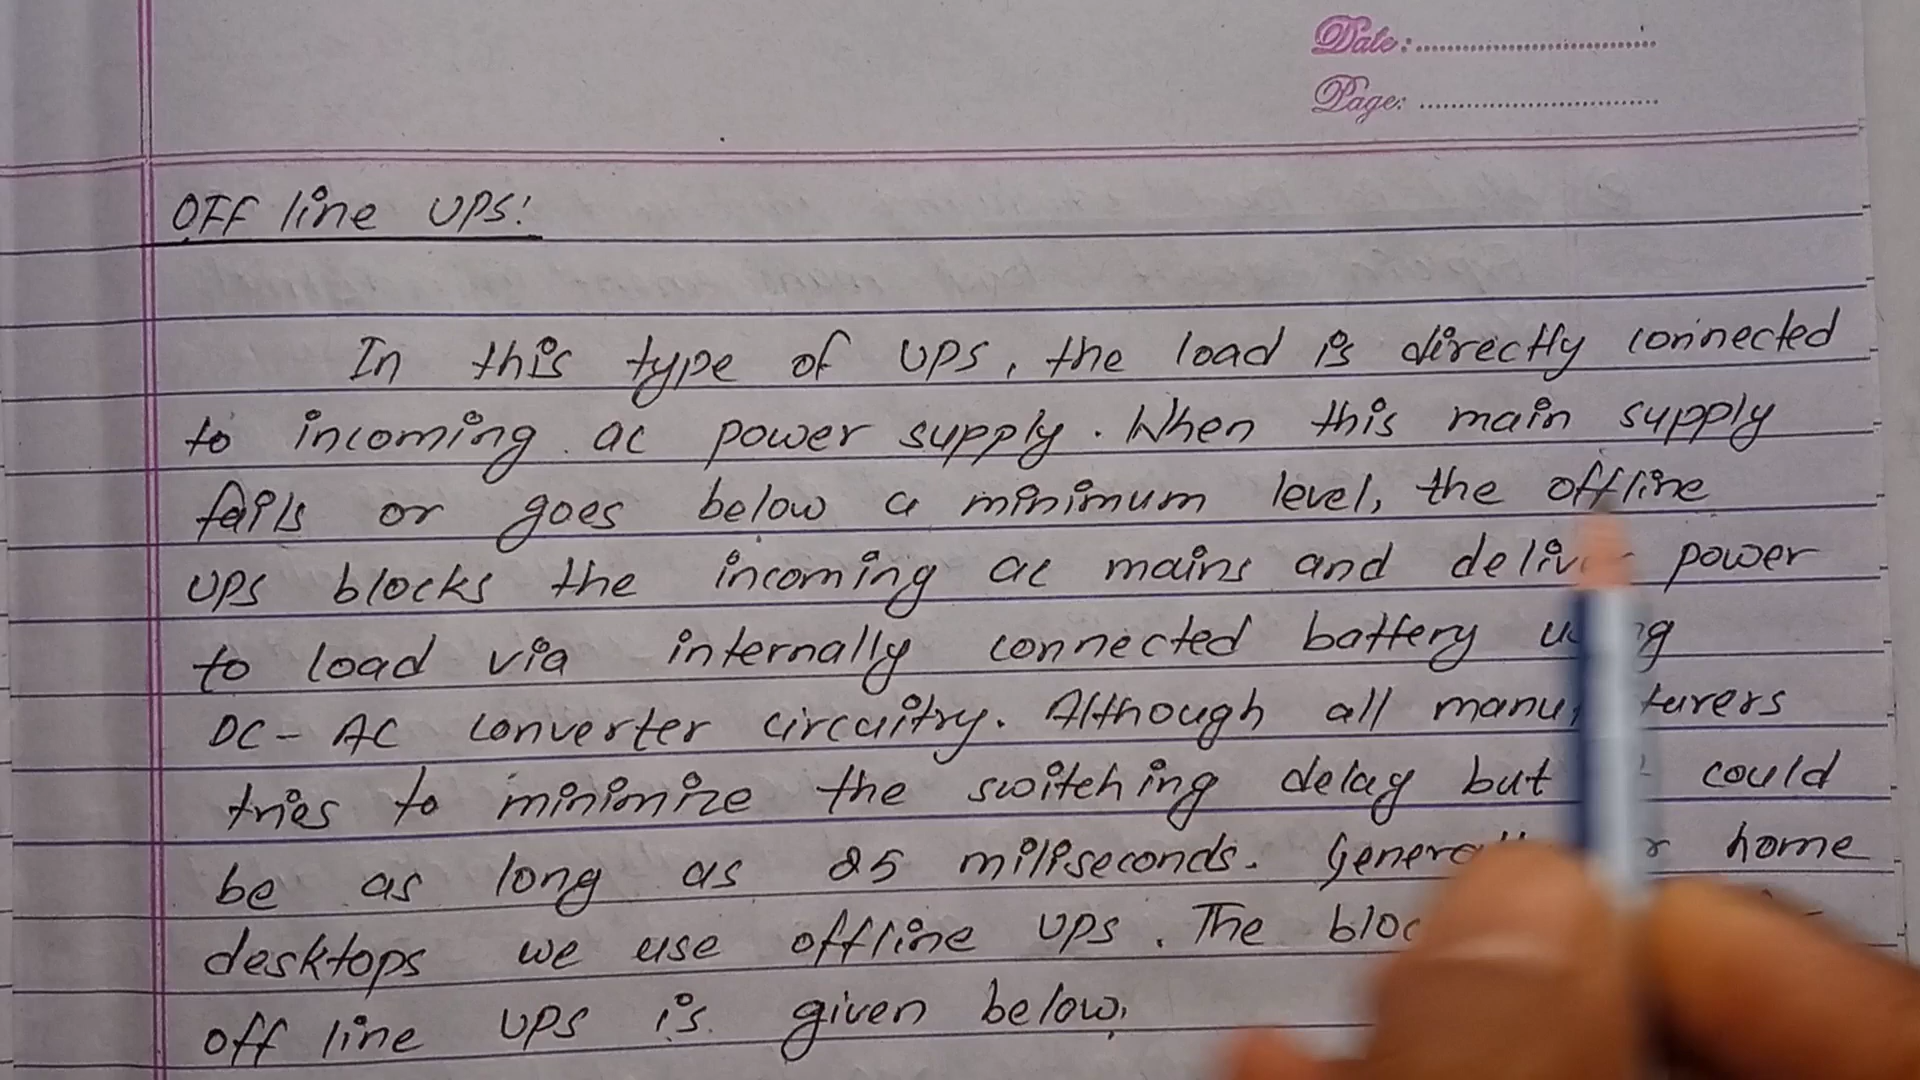 Date:
Page:
OFF line UPS:
In this type of UPS, the load is directly connected
to incoming ac power supply. When this main supply
fails or goes below a minimum level, the offline
UPS blocks the incoming ac mains and power
to load via internally connected battery
DC-AC converter circuitry. Although all
tries to minimize the switching delay but could
be as long as 25 miliseconds. home
desktops we use offline UPS. The
off line UPS is given below.